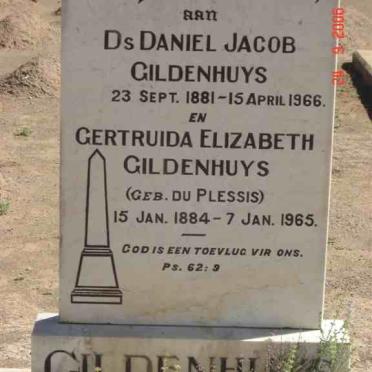 aan
Ds Daniel Jacob
Gildenhuys
23 Sept. 1881-15 April 1966.
en
Gertruida Elizabeth
Gildenhuys
(Geb. du Plessis)
15 Jan. 1884-7 Jan. 1965.
God is een toevlug vir ons.
Ps. 62:9
GILDENHUYS